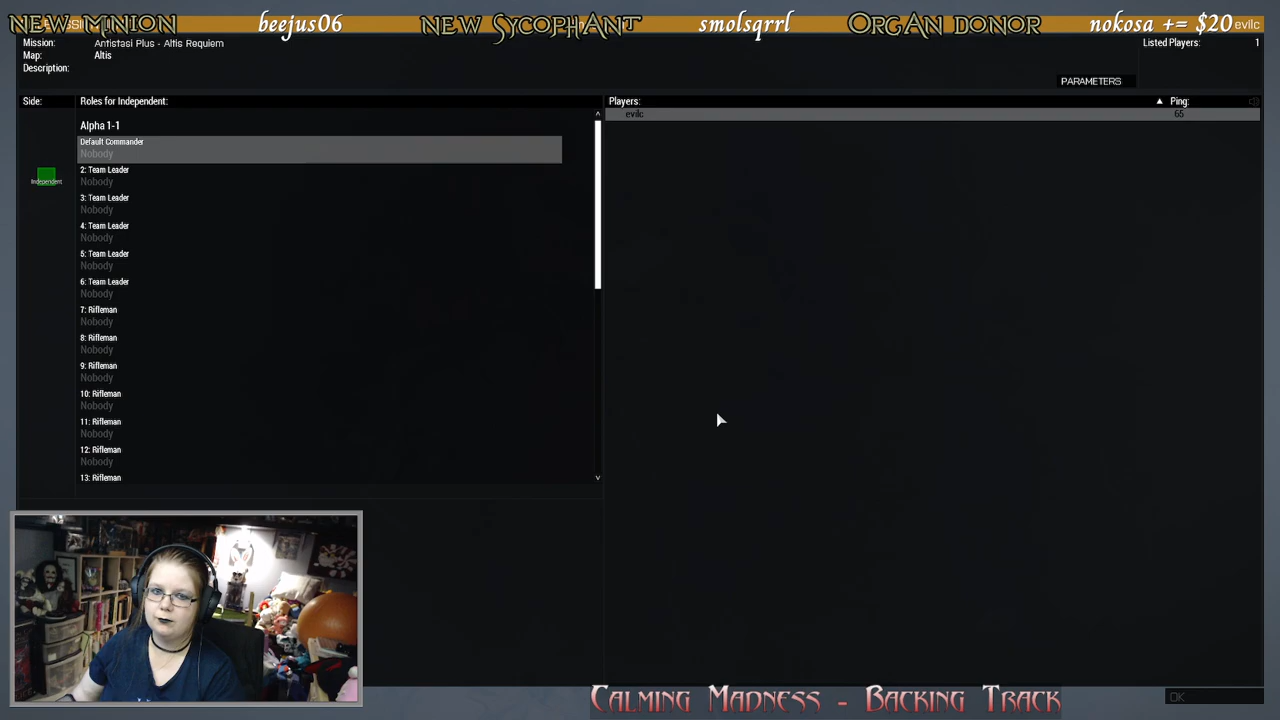 NEW MINION beejus06 NEW SYCOPHANT smolsqrrl ORGAN DONOR nokosa += $20
evilc
Mission: Antistasi Plus - Altis Requiem
Listed Players: 1
Map: Altis
Description:
PARAMETERS
Side: Roles for Independent: Players: Ping:
evilc 65
Alpha 1-1
Default Commander
Nobody
2: Team Leader
Nobody
Independent
3: Team Leader
Nobody
4: Team Leader
Nobody
5: Team Leader
Nobody
6: Team Leader
Nobody
7: Rifleman
Nobody
8: Rifleman
Nobody
9: Rifleman
Nobody
10: Rifleman
Nobody
11: Rifleman
Nobody
12: Rifleman
Nobody
13: Rifleman
CALMING MADNESS - BACKING TRACK
OK